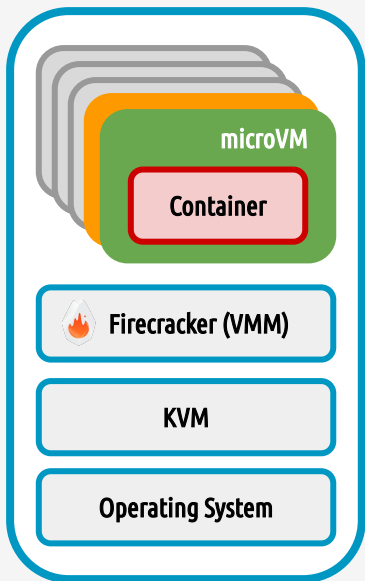 microVM
Container
Firecracker (VMM)
KVM
Operating System